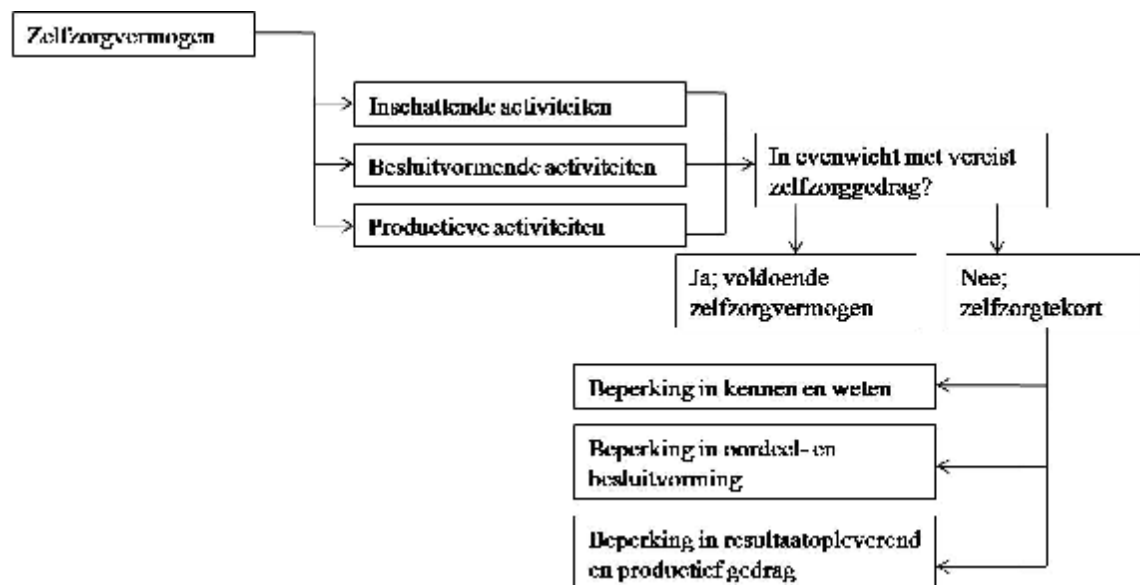 Zelfzorgvermogen
Inschattende activiteiten
Besluitvormende activiteiten
Productieve activiteiten
In evenwicht met vereist
zelfzorggedrag?
Ja; voldoende
zelfzorgvermogen
Nee;
zelfzorgtekort
Beperking in kennen en weten
Beperking in oordeel- en
besluitvorming
Beperking in resultaatopleverend
en productief gedrag